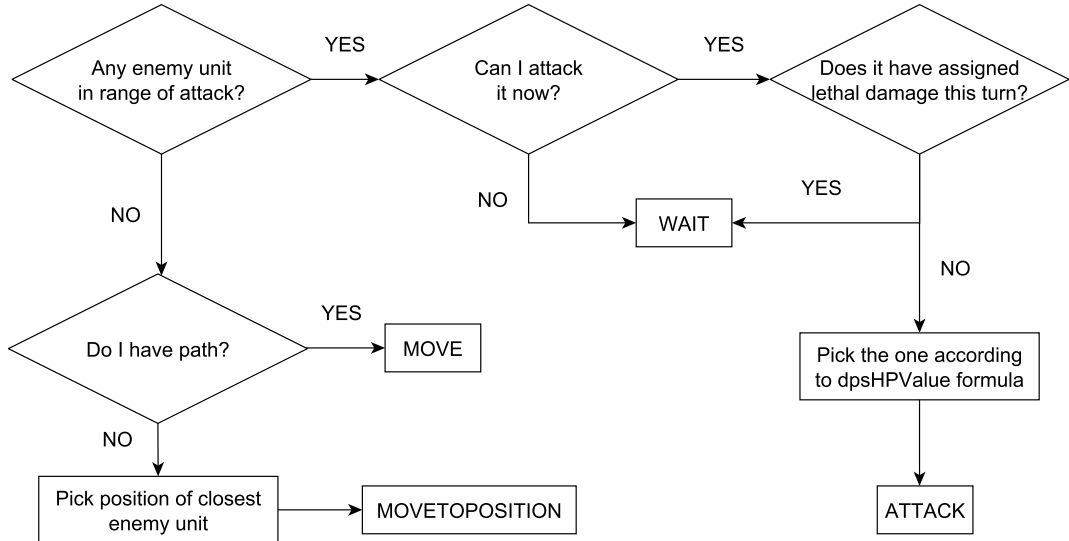 Any enemy unit
in range of attack?
YES
Can I attack
it now?
YES
Does it have assigned
lethal damage this turn?
NO
NO
WAIT
YES
NO
Do I have path?
YES
MOVE
Pick the one according
to dpsHPValue formula
NO
Pick position of closest
enemy unit
MOVETOPOSITION
ATTACK